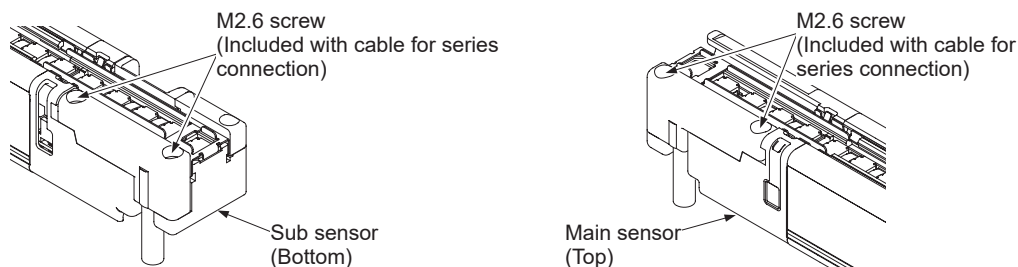 M2.6 screw
(Included with cable for series
connection)
Sub sensor
(Bottom)
M2.6 screw
(Included with cable for
series connection)
Main sensor
(Top)